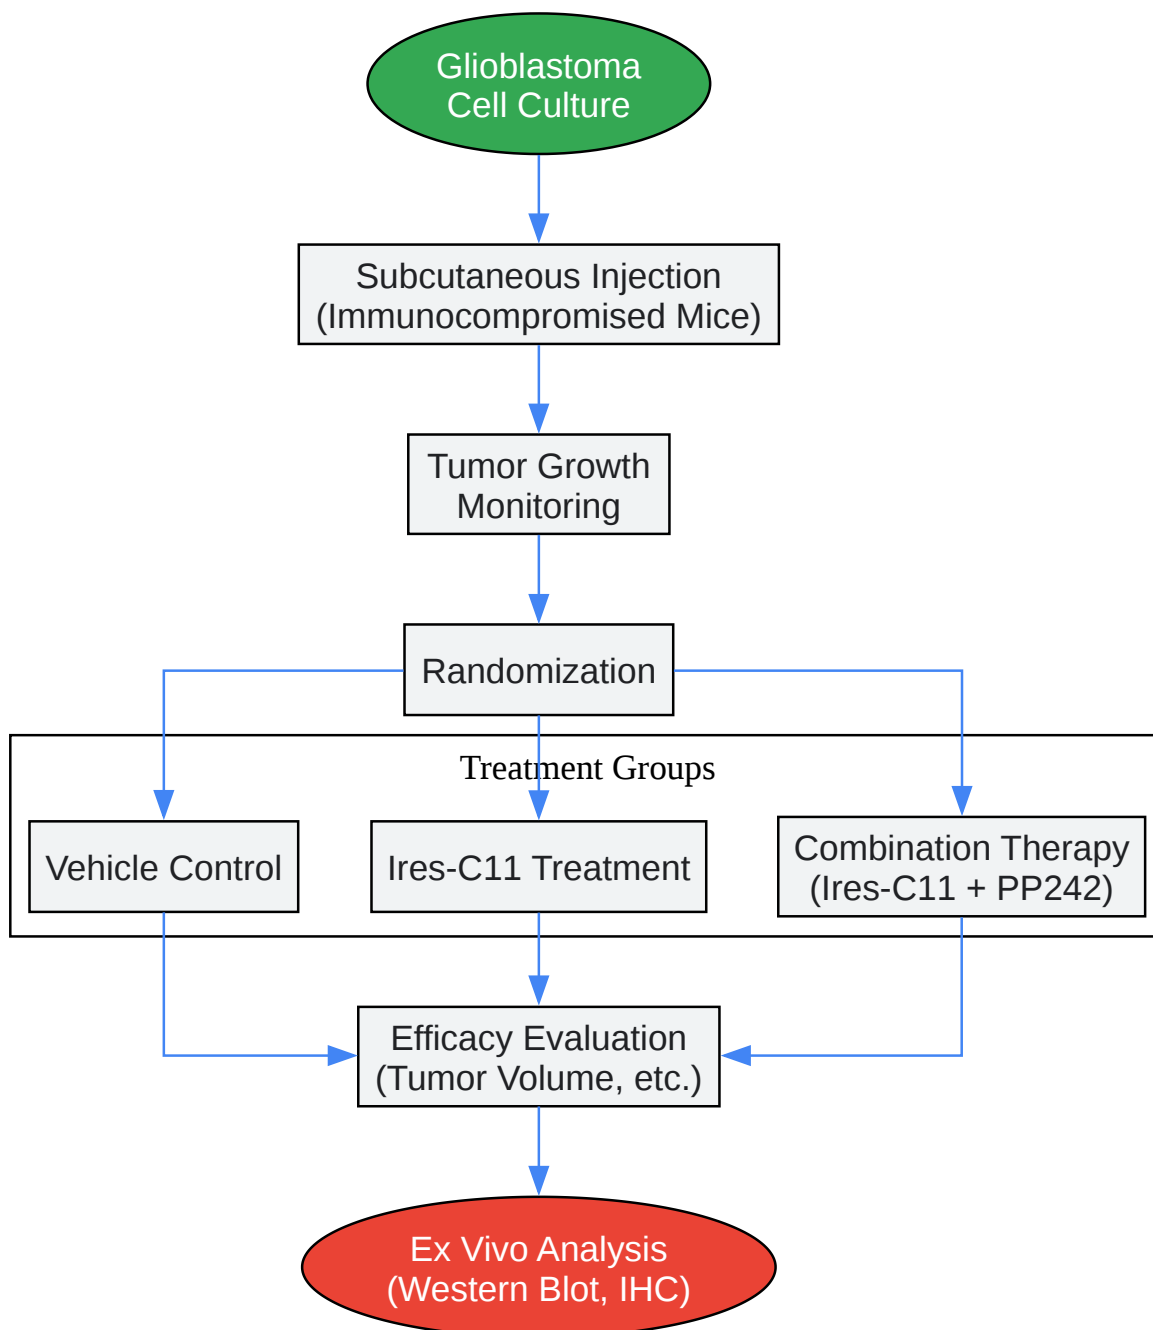 Glioblastoma
Cell Culture
Subcutaneous Injection
(Immunocompromised Mice)
Tumor Growth
Monitoring
Randomization
Treatment Groups
Vehicle Control
Ires-C11 Treatment
Combination Therapy
(Ires-C11 + PP242)
Efficacy Evaluation
(Tumor Volume, etc.)
Ex Vivo Analysis
(Western Blot, IHC)